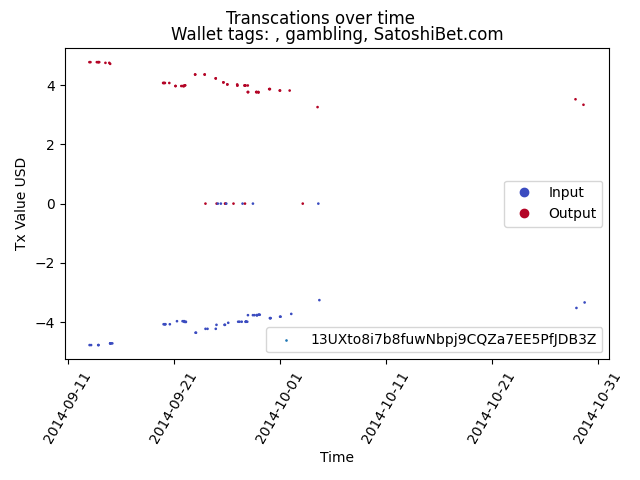 Transcations over time
Wallet tags: , gambling, SatoshiBet.com
Tx Value USD
4
2
0
−2
−4
Input
Output
13UXto8i7b8fuwNbpj9CQZa7EE5PfJDB3Z
2014-09-11
2014-09-21
2014-10-01
2014-10-11
2014-10-21
2014-10-31
Time